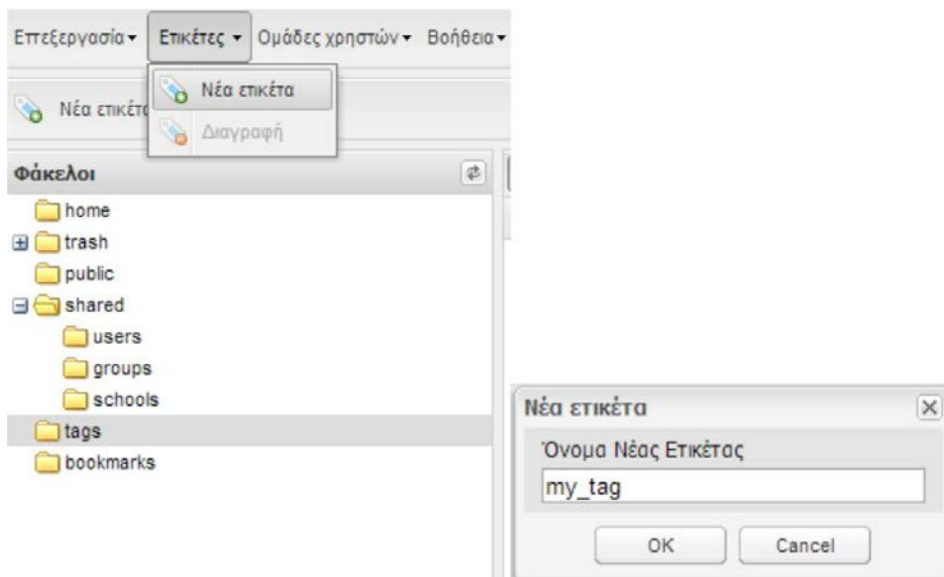 Επεξεργασία Ετικέτες Ομάδες χρηστών Βοήθεια
Νέα ετικέτα
Διαγραφή
Νέα ετικέτ
Φάκελοι
home
trash
public
shared
users
groups
schools
tags
bookmarks
Νέα ετικέτα
Όνομα Νέας Ετικέτας
my_tag
OK Cancel